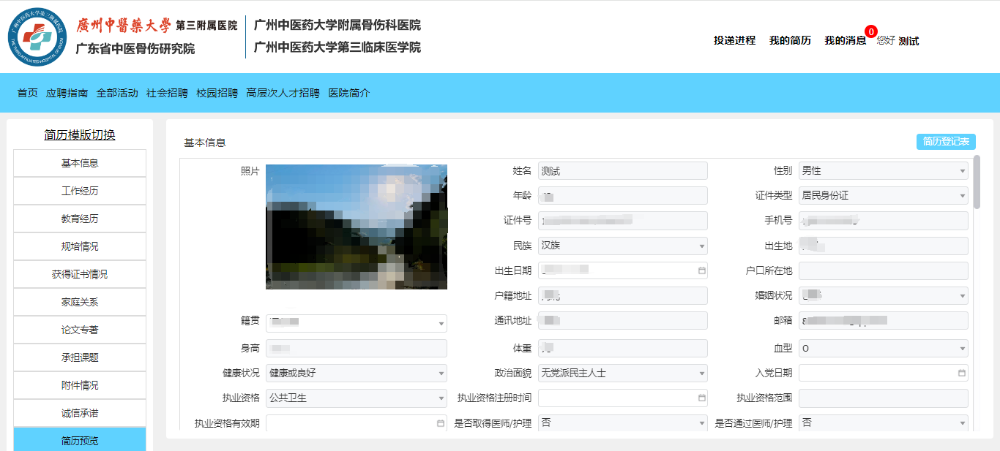 廣州中醫藥大學 第三附属医院
广东省中医骨伤研究院
广州中医药大学附属骨伤科医院
广州中医药大学第三临床医学院
投递进程 我的简历 我的消息 0 您好 测试
首页 应聘指南 全部活动 社会招聘 校园招聘 高层次人才招聘 医院简介
简历模版切换
基本信息
工作经历
教育经历
规培情况
获得证书情况
家庭关系
论文专著
承担课题
附件情况
诚信承诺
简历预览
基本信息 简历登记表
照片 姓名 测试 性别 男性
年龄 证件类型 居民身份证
证件号 手机号
民族 汉族 出生地
出生日期 户口所在地
户籍地址 婚姻状况
籍贯 通讯地址 邮箱
身高 体重 血型 O
健康状况 健康或良好 政治面貌 无党派民主人士 入党日期
执业资格 公共卫生 执业资格注册时间 执业资格范围
执业资格有效期 是否取得医师/护理 否 是否通过医师/护理 否